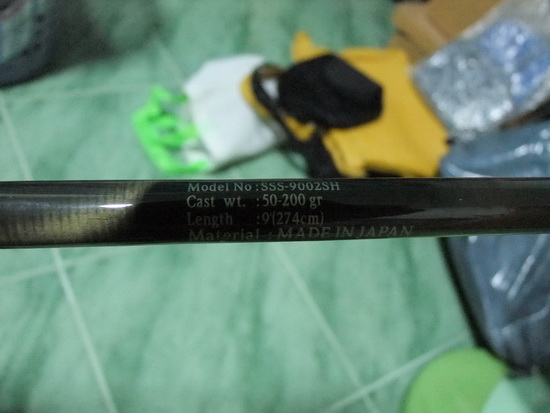 Model No :SSS-9002SH
Cast wt. :50-200 gr
Length :9'(274cm)
Material : MADE IN JAPAN